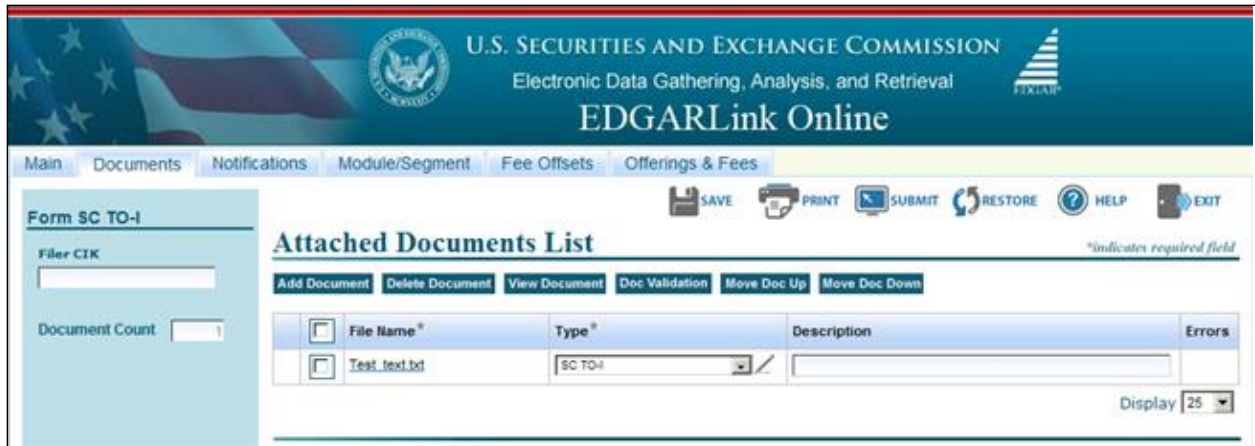 U.S. SECURITIES AND EXCHANGE COMMISSION
Electronic Data Gathering, Analysis, and Retrieval
EDGAR
EDGARLink Online
Main Documents Notifications Module/Segment Fee Offsets Offerings & Fees
SAVE PRINT SUBMIT RESTORE HELP EXIT
Form SC TO-I
Filer CIK
Document Count 1
Attached Documents List
*indicates required field
Add Document Delete Document View Document Doc Validation Move Doc Up Move Doc Down
File Name* Type* Description Errors
Test_text.txt SC TO-I
Display 25